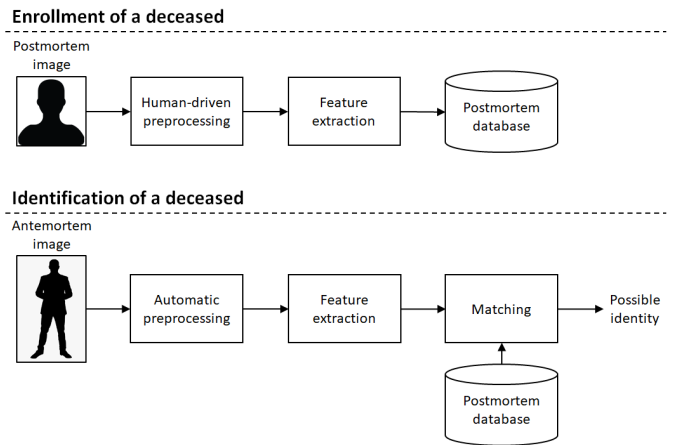 Enrollment of a deceased
Postmortem
image
Human-driven
preprocessing
Feature
extraction
Postmortem
database
Identification of a deceased
Antemortem
image
Automatic
preprocessing
Feature
extraction
Matching
Possible
identity
Postmortem
database